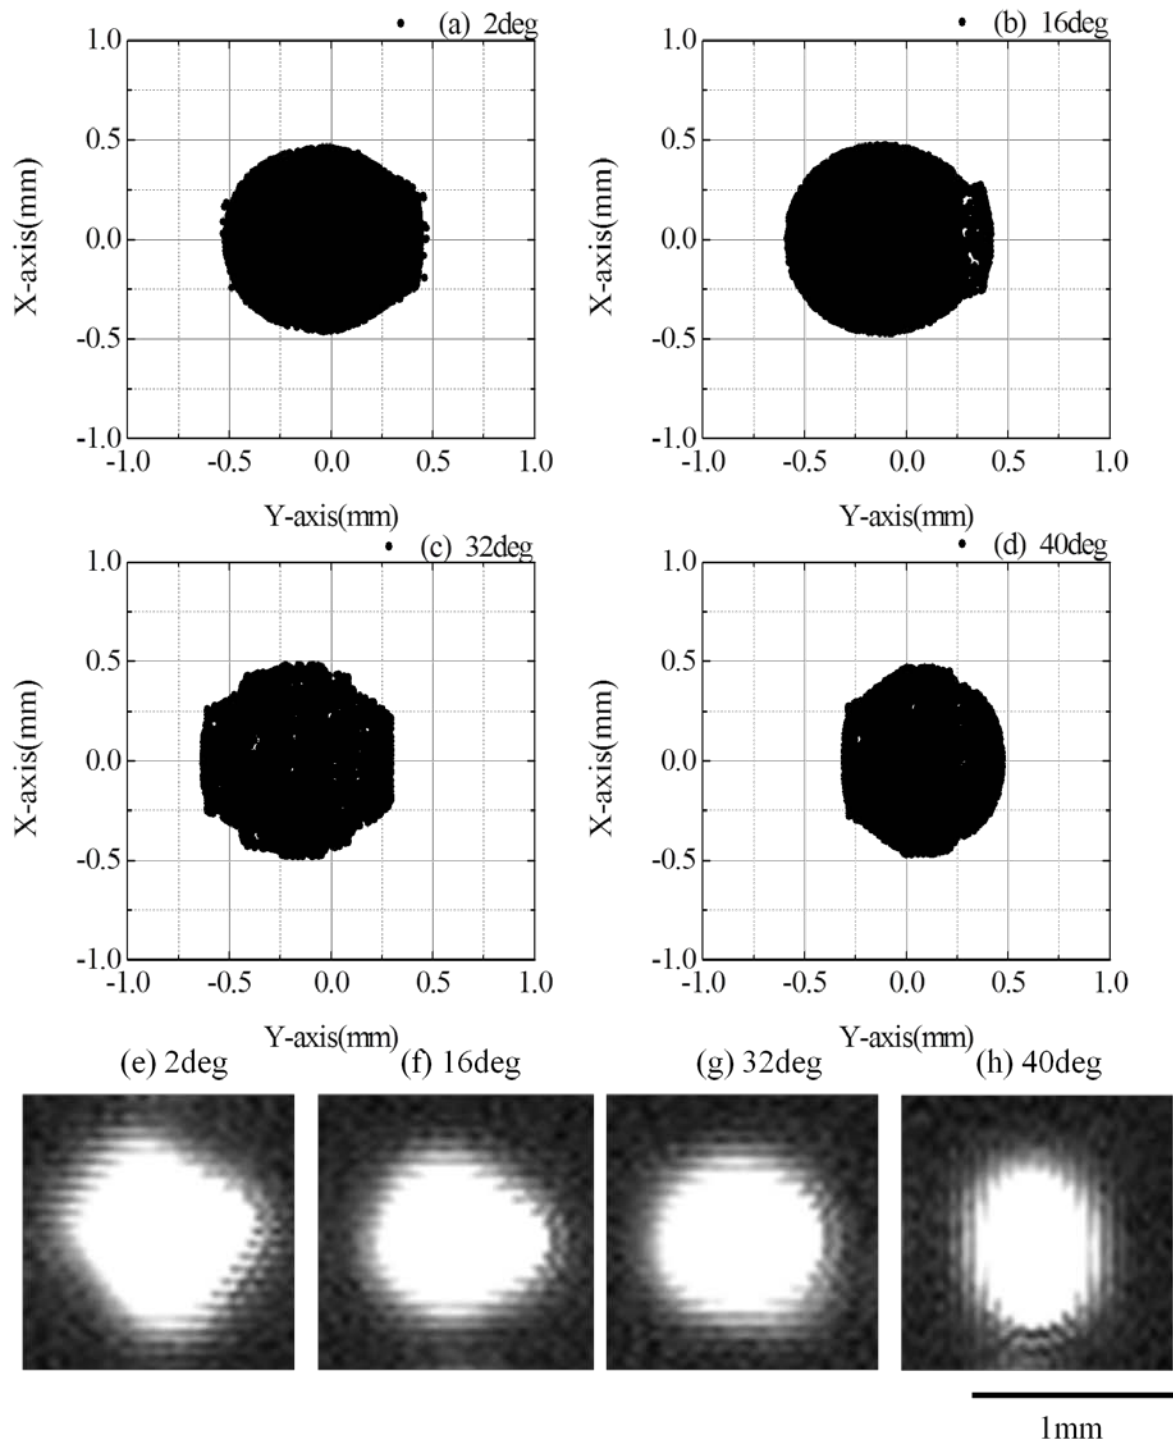 (a) 2deg
1.0
0.5
0.0
-0.5
-1.0
X-axis(mm)
-1.0 -0.5 0.0 0.5 1.0
Y-axis(mm)
(b) 16deg
1.0
0.5
0.0
-0.5
-1.0
X-axis(mm)
-1.0 -0.5 0.0 0.5 1.0
Y-axis(mm)
(c) 32deg
1.0
0.5
0.0
-0.5
-1.0
X-axis(mm)
-1.0 -0.5 0.0 0.5 1.0
Y-axis(mm)
(d) 40deg
1.0
0.5
0.0
-0.5
-1.0
X-axis(mm)
-1.0 -0.5 0.0 0.5 1.0
Y-axis(mm)
(e) 2deg
(f) 16deg
(g) 32deg
(h) 40deg
1mm